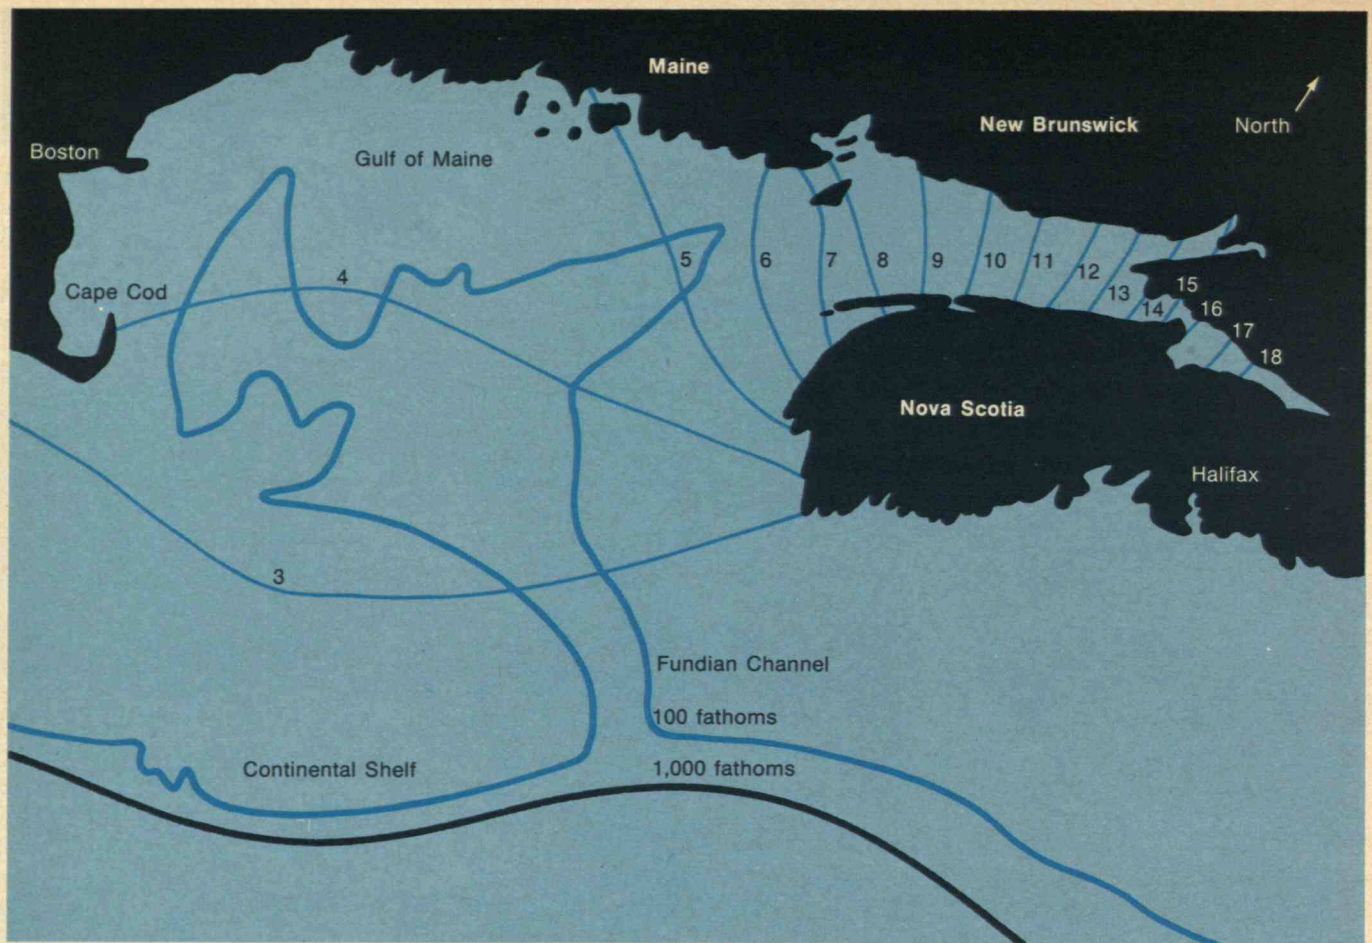 Maine
New Brunswick
North
Boston
Gulf of Maine
Cape Cod
4
5
6
7
8
9
10
11
12
13
14
15
16
17
18
Nova Scotia
Halifax
3
Fundian Channel
100 fathoms
1,000 fathoms
Continental Shelf